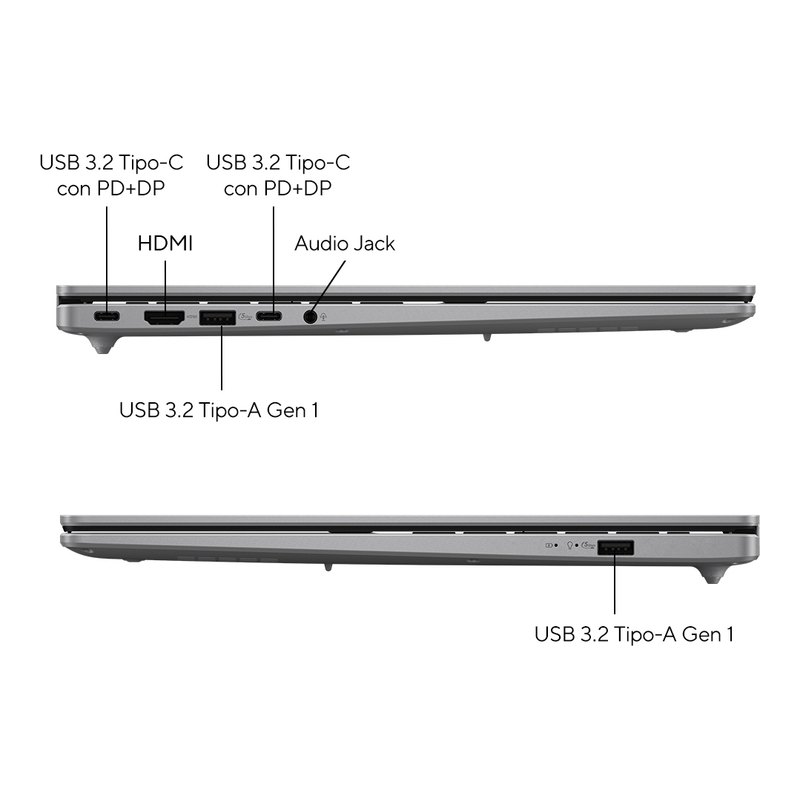 USB 3.2 Tipo-C
con PD+DP
USB 3.2 Tipo-C
con PD+DP
HDMI
Audio Jack
HDMI
USB 3.2 Tipo-A Gen 1
USB 3.2 Tipo-A Gen 1